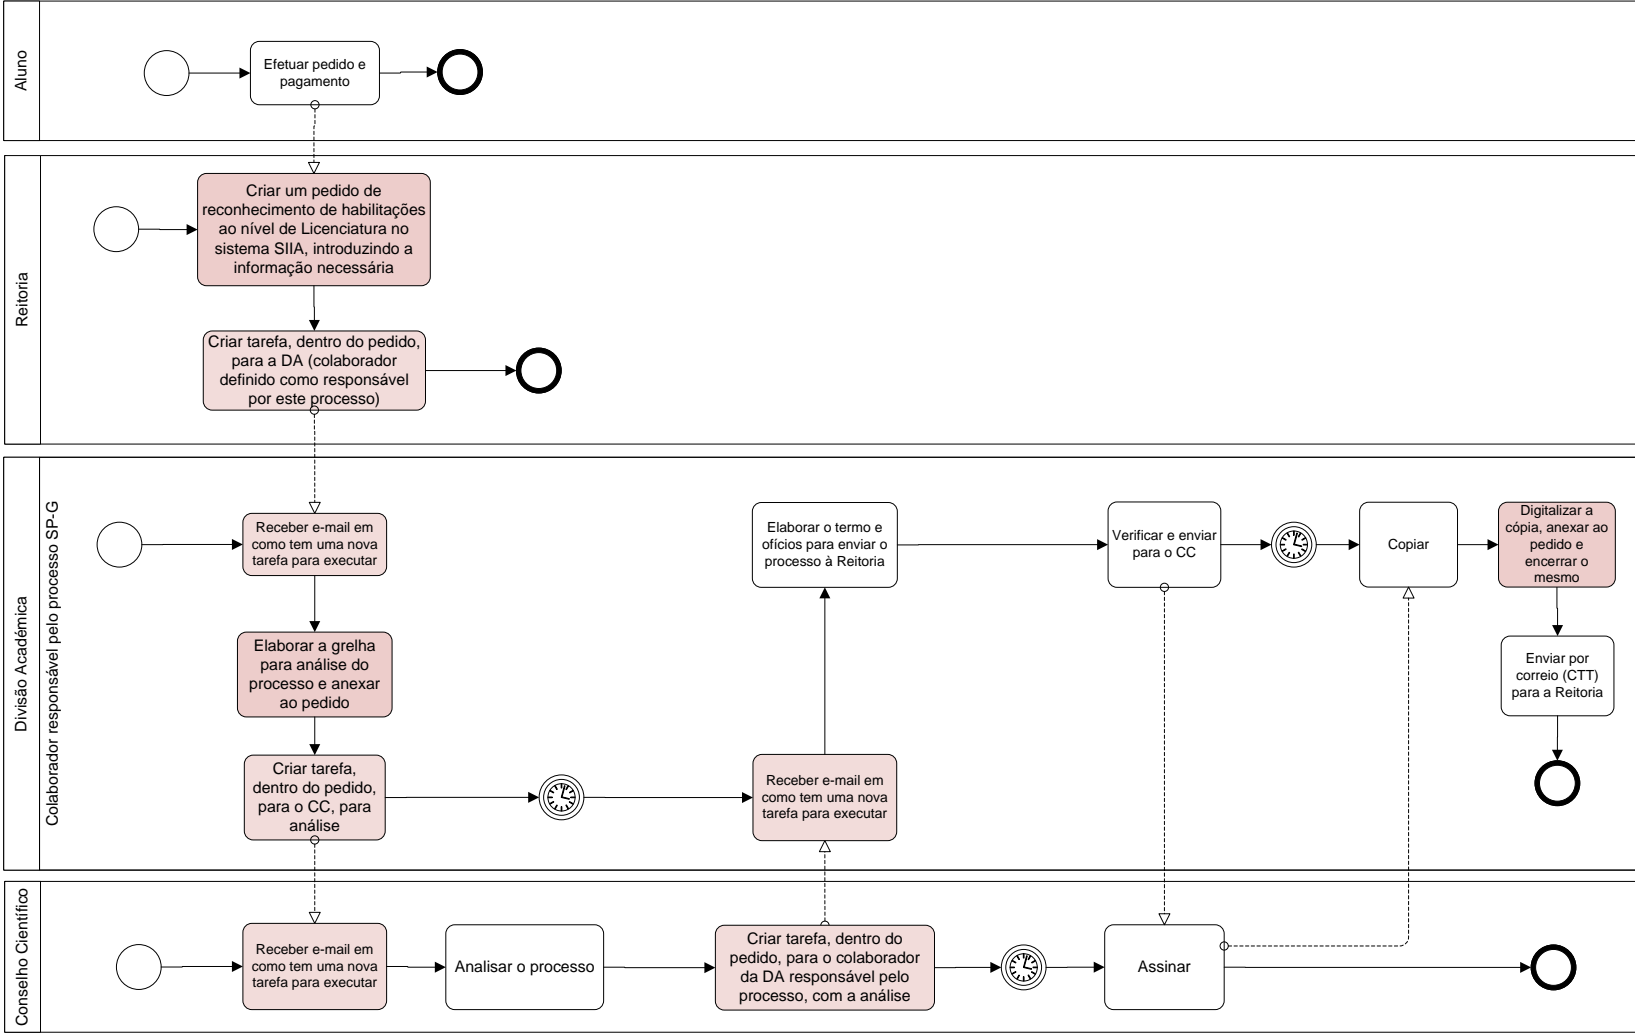 Aluno
Efetuar pedido e
pagamento
Reitoria
Criar um pedido de
reconhecimento de habilitações
ao nível de Licenciatura no
sistema SIIA, introduzindo a
informação necessária
Criar tarefa, dentro do pedido,
para a DA (colaborador
definido como responsável
por este processo)
Divisão Académica
Colaborador responsável pelo processo SP-G
Receber e-mail em
como tem uma nova
tarefa para executar
Elaborar a grelha
para análise do
processo e anexar
ao pedido
Criar tarefa,
dentro do pedido,
para o CC, para
análise
Receber e-mail em
como tem uma nova
tarefa para executar
Elaborar o termo e
ofícios para enviar o
processo à Reitoria
Verificar e enviar
para o CC
Copiar
Digitalizar a
cópia, anexar ao
pedido e
encerrar o
mesmo
Enviar por
correio (CTT)
para a Reitoria
Conselho Científico
Receber e-mail em
como tem uma nova
tarefa para executar
Analisar o processo
Criar tarefa, dentro do
pedido, para o colaborador
da DA responsável pelo
processo, com a análise
Assinar